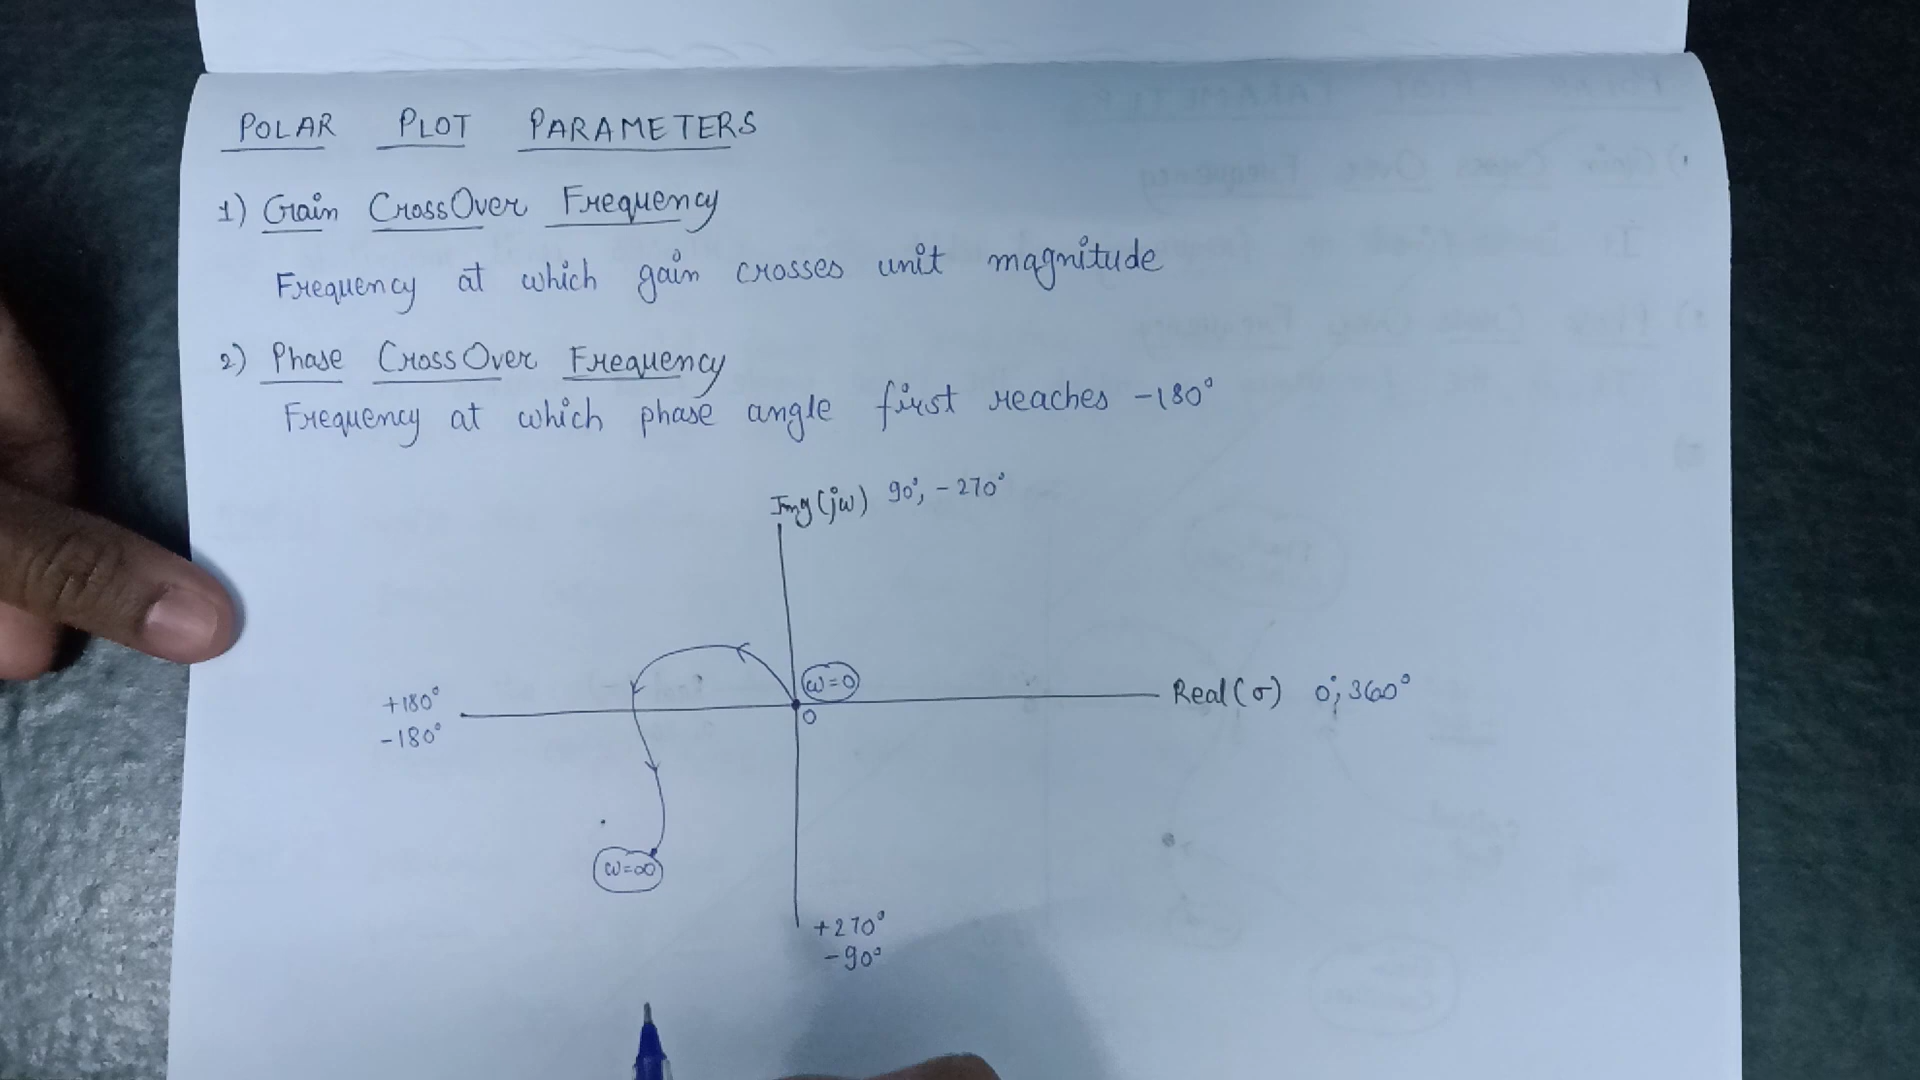 POLAR PLOT PARAMETERS
1) Gain CrossOver Frequency
Frequency at which gain crosses unit magnitude
2) Phase CrossOver Frequency
Frequency at which phase angle first reaches -180°
Img(jω) 90°, -270°
ω=0
+180°
Real(σ) 0°, 360°
0
-180°
ω=∞
+270°
-90°